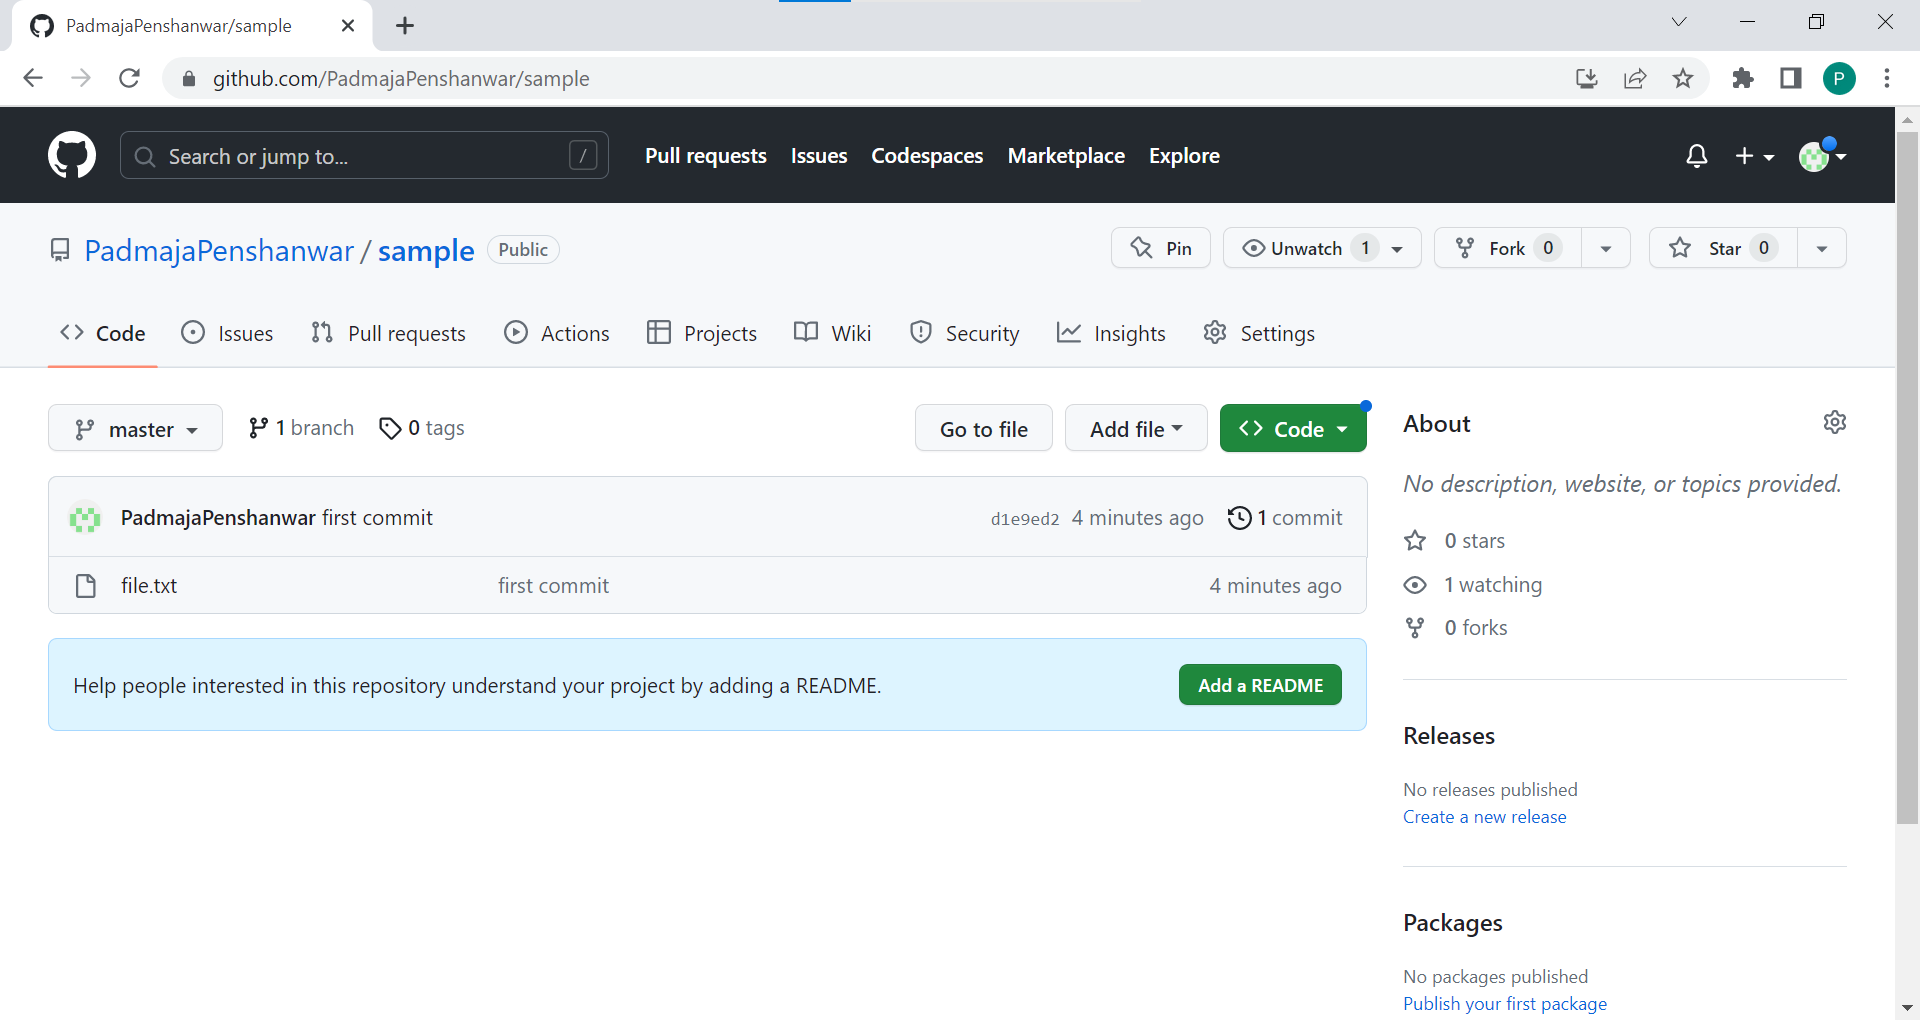 PadmajaPenshanwar/sample
github.com/PadmajaPenshanwar/sample
P
Search or jump to...
/
Pull requests Issues Codespaces Marketplace Explore
PadmajaPenshanwar / sample Public
Pin Unwatch 1 Fork 0 Star 0
Code Issues Pull requests Actions Projects Wiki Security Insights Settings
master 1 branch 0 tags Go to file Add file Code
PadmajaPenshanwar first commit d1e9ed2 4 minutes ago 1 commit
file.txt first commit 4 minutes ago
Help people interested in this repository understand your project by adding a README. Add a README
About
No description, website, or topics provided.
0 stars
1 watching
0 forks
Releases
No releases published
Create a new release
Packages
No packages published
Publish your first package